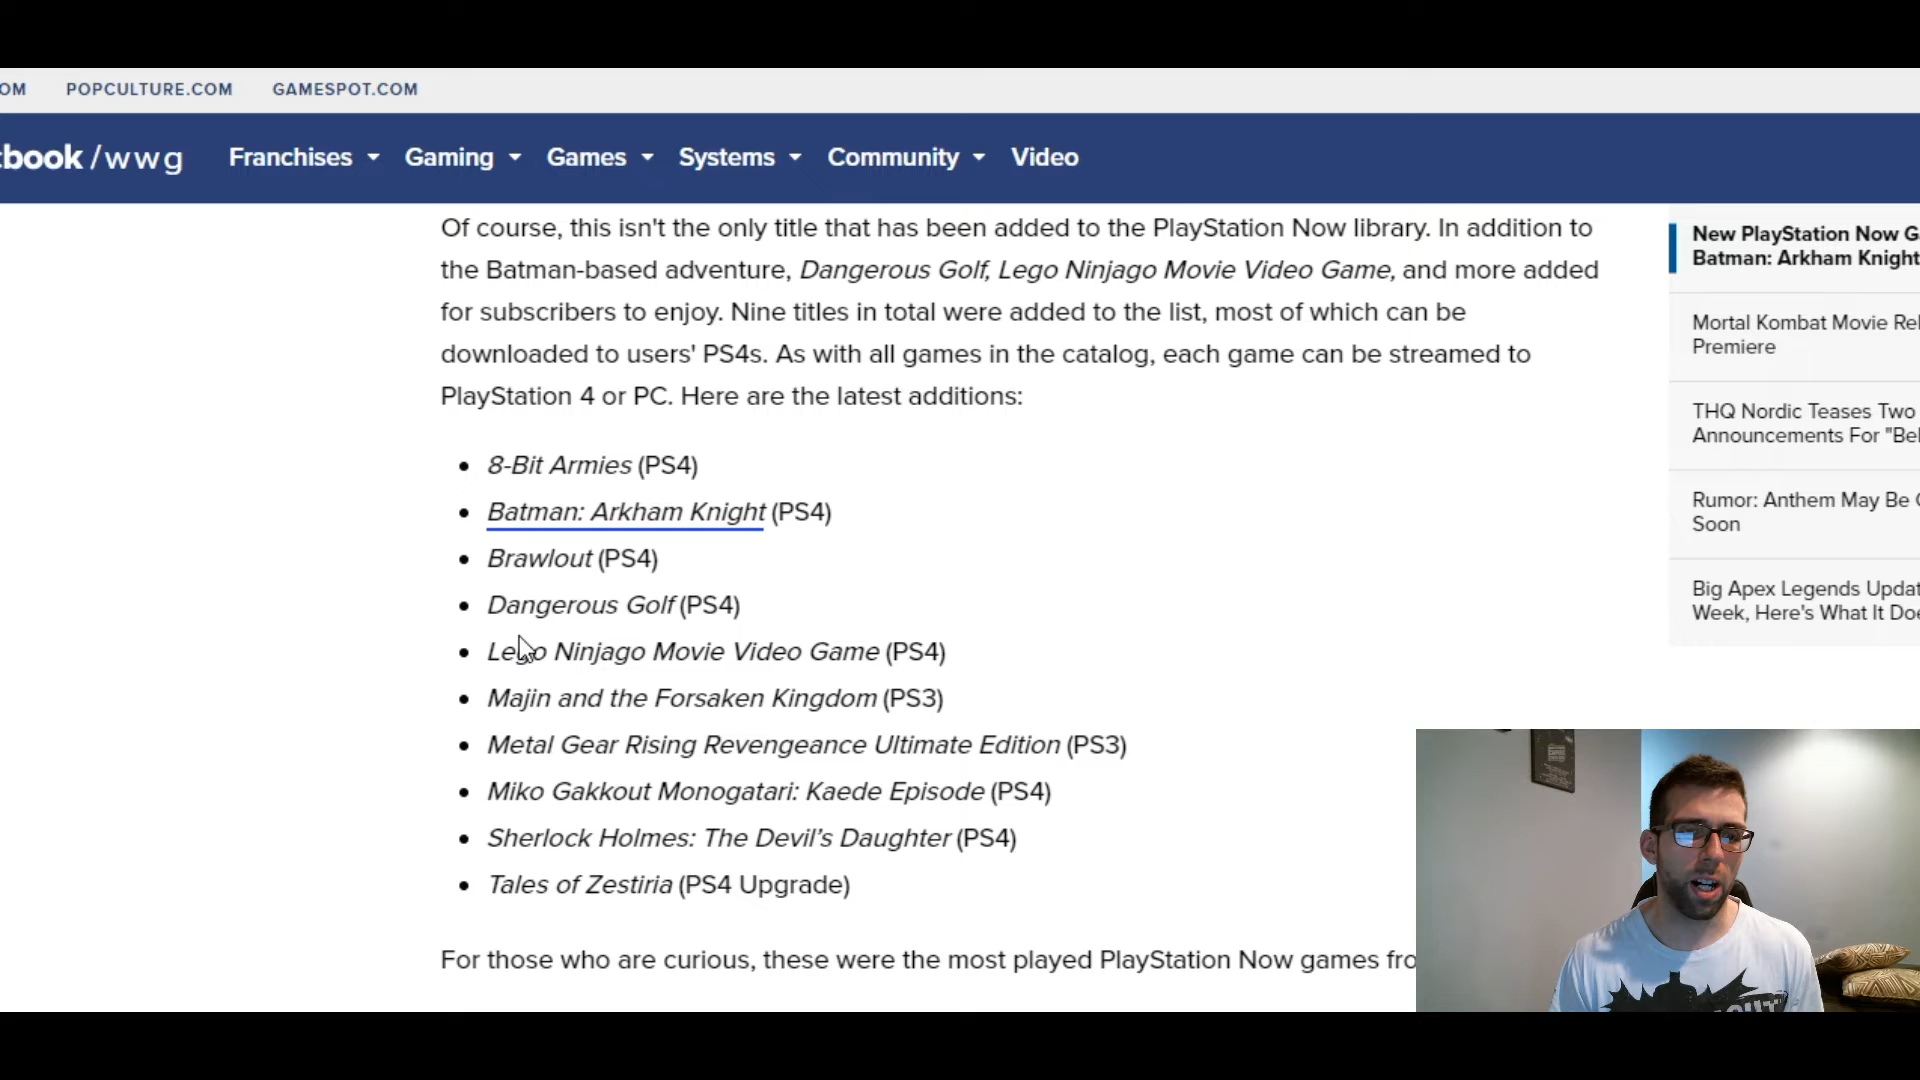 OM POPCULTURE.COM GAMESPOT.COM
book /wwg Franchises Gaming Games Systems Community Video
Of course, this isn't the only title that has been added to the PlayStation Now library. In addition to
the Batman-based adventure, Dangerous Golf, Lego Ninjago Movie Video Game, and more added
for subscribers to enjoy. Nine titles in total were added to the list, most of which can be
downloaded to users' PS4s. As with all games in the catalog, each game can be streamed to
PlayStation 4 or PC. Here are the latest additions:
• 8-Bit Armies (PS4)
• Batman: Arkham Knight (PS4)
• Brawlout (PS4)
• Dangerous Golf (PS4)
• Lego Ninjago Movie Video Game (PS4)
• Majin and the Forsaken Kingdom (PS3)
• Metal Gear Rising Revengeance Ultimate Edition (PS3)
• Miko Gakkout Monogatari: Kaede Episode (PS4)
• Sherlock Holmes: The Devil's Daughter (PS4)
• Tales of Zestiria (PS4 Upgrade)
For those who are curious, these were the most played PlayStation Now games fro
New PlayStation Now G
Batman: Arkham Knight
Mortal Kombat Movie Rel
Premiere
THQ Nordic Teases Two
Announcements For "Bel
Rumor: Anthem May Be
Soon
Big Apex Legends Updat
Week, Here's What It Doe